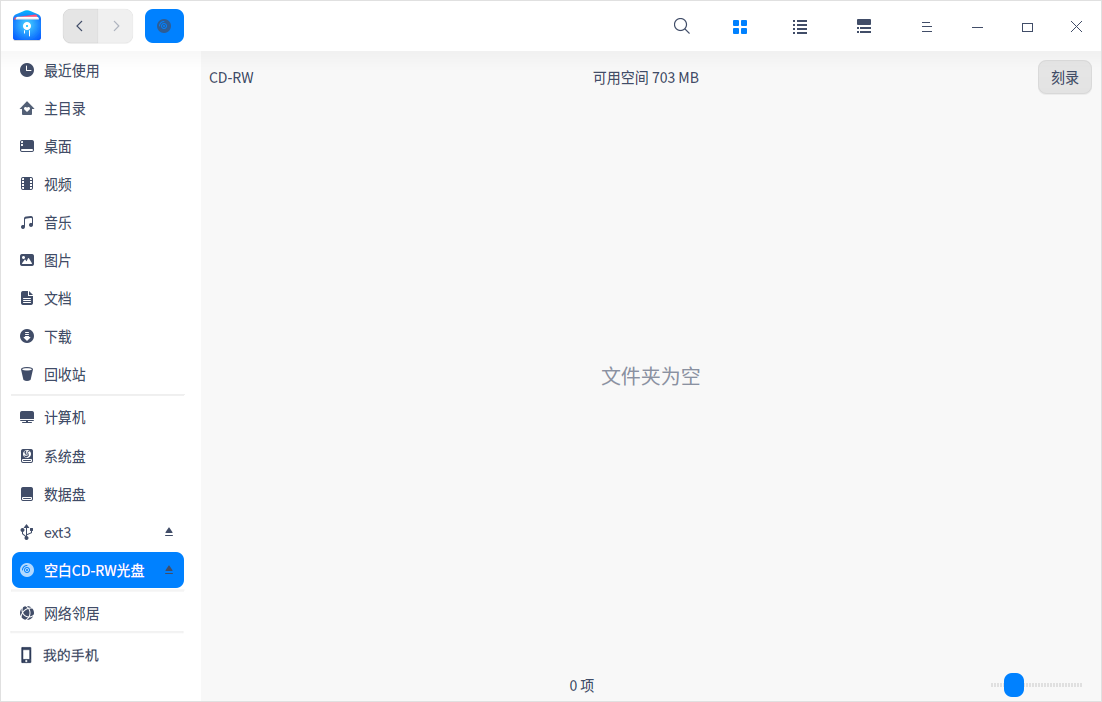 最近使用
主目录
桌面
视频
音乐
图片
文档
下载
回收站
计算机
系统盘
数据盘
ext3
空白CD-RW光盘
网络邻居
我的手机
CD-RW
可用空间 703 MB
刻录
文件夹为空
0 项